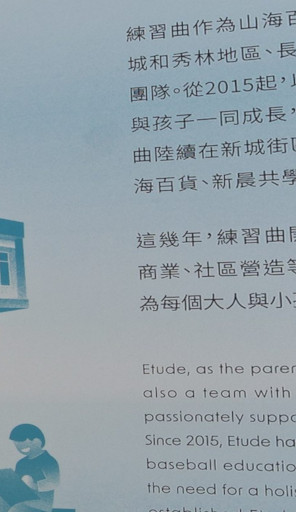 練習曲作為山海百
城和秀林地區、長
團隊。從2015起，
與孩子一同成長，
曲陸續在新城街
海百貨、新晨共學
這幾年，練習曲
商業、社區營造等
為每個大人與小
Etude, as the paren
also a team with
passionately suppo
Since 2015, Etude ha
baseball educatio
the need for a holis